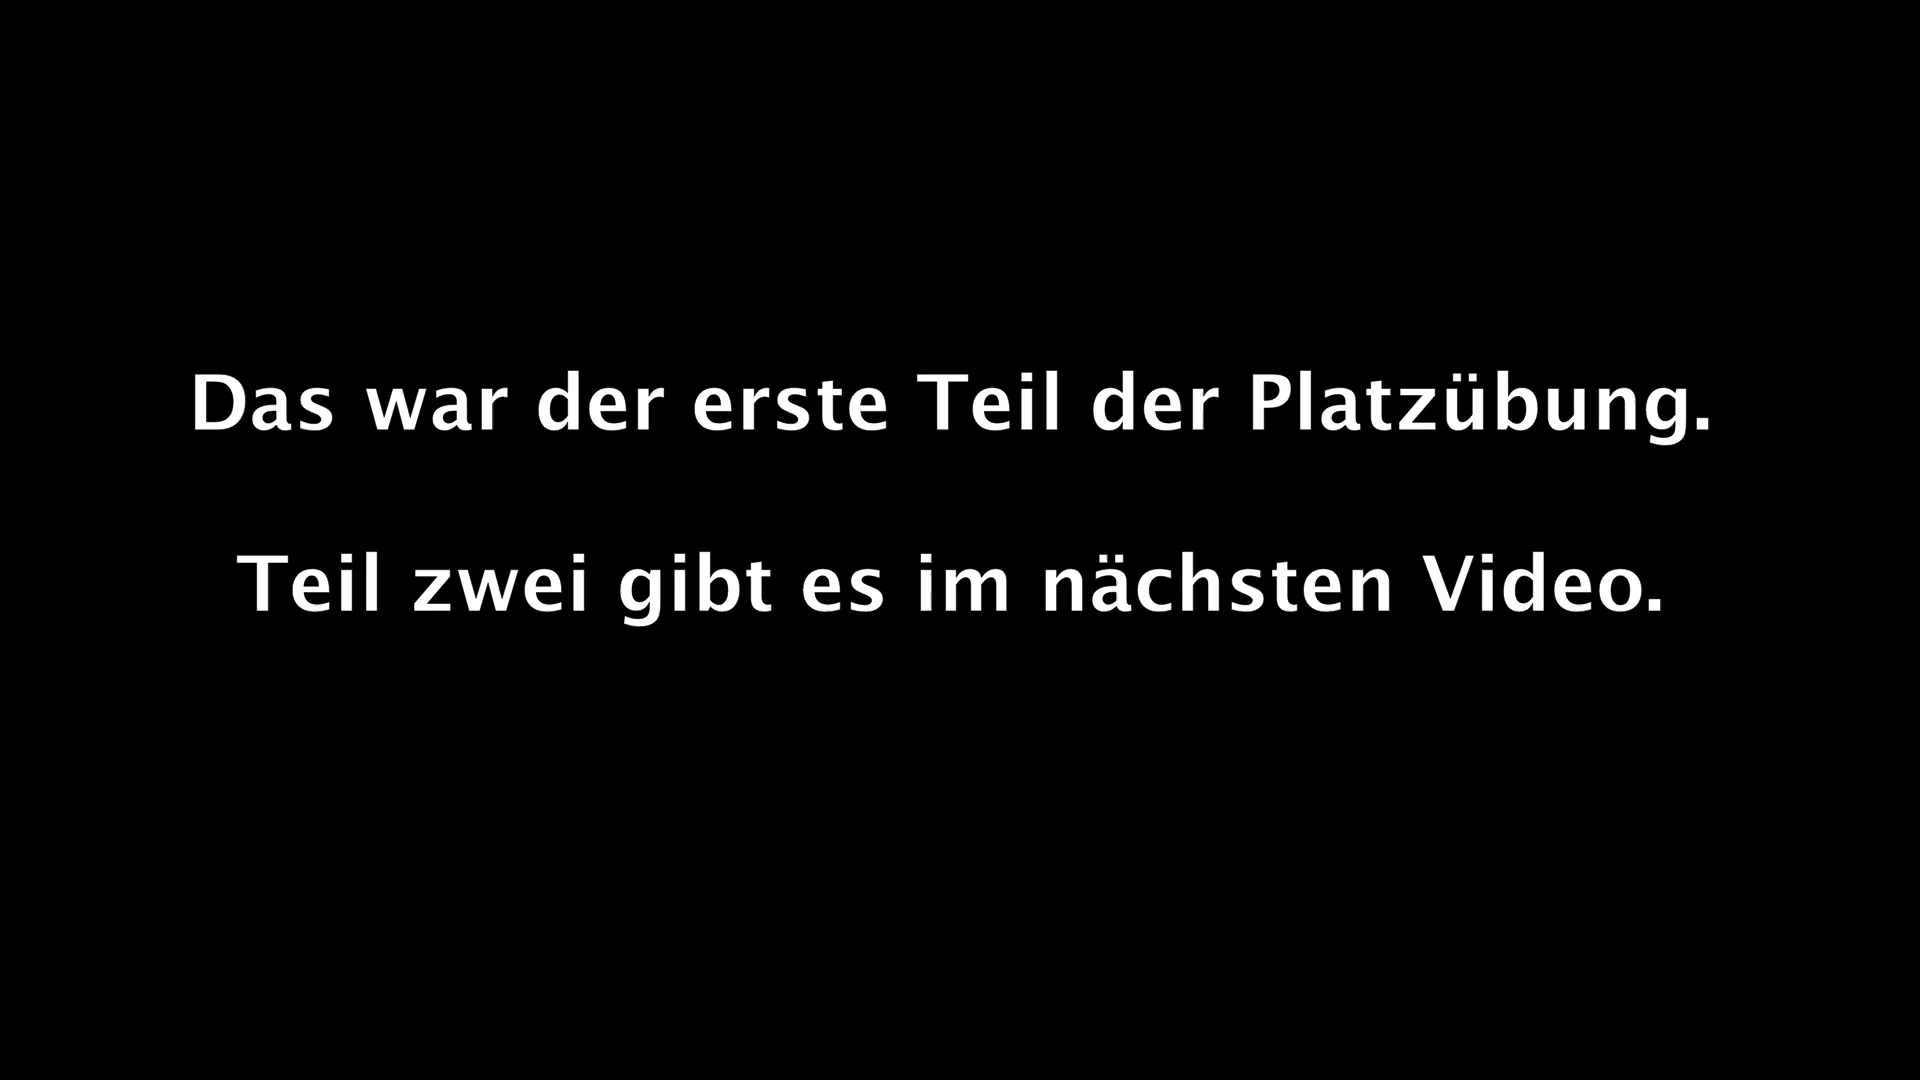 Das war der erste Teil der Platzübung.
Teil zwei gibt es im nächsten Video.